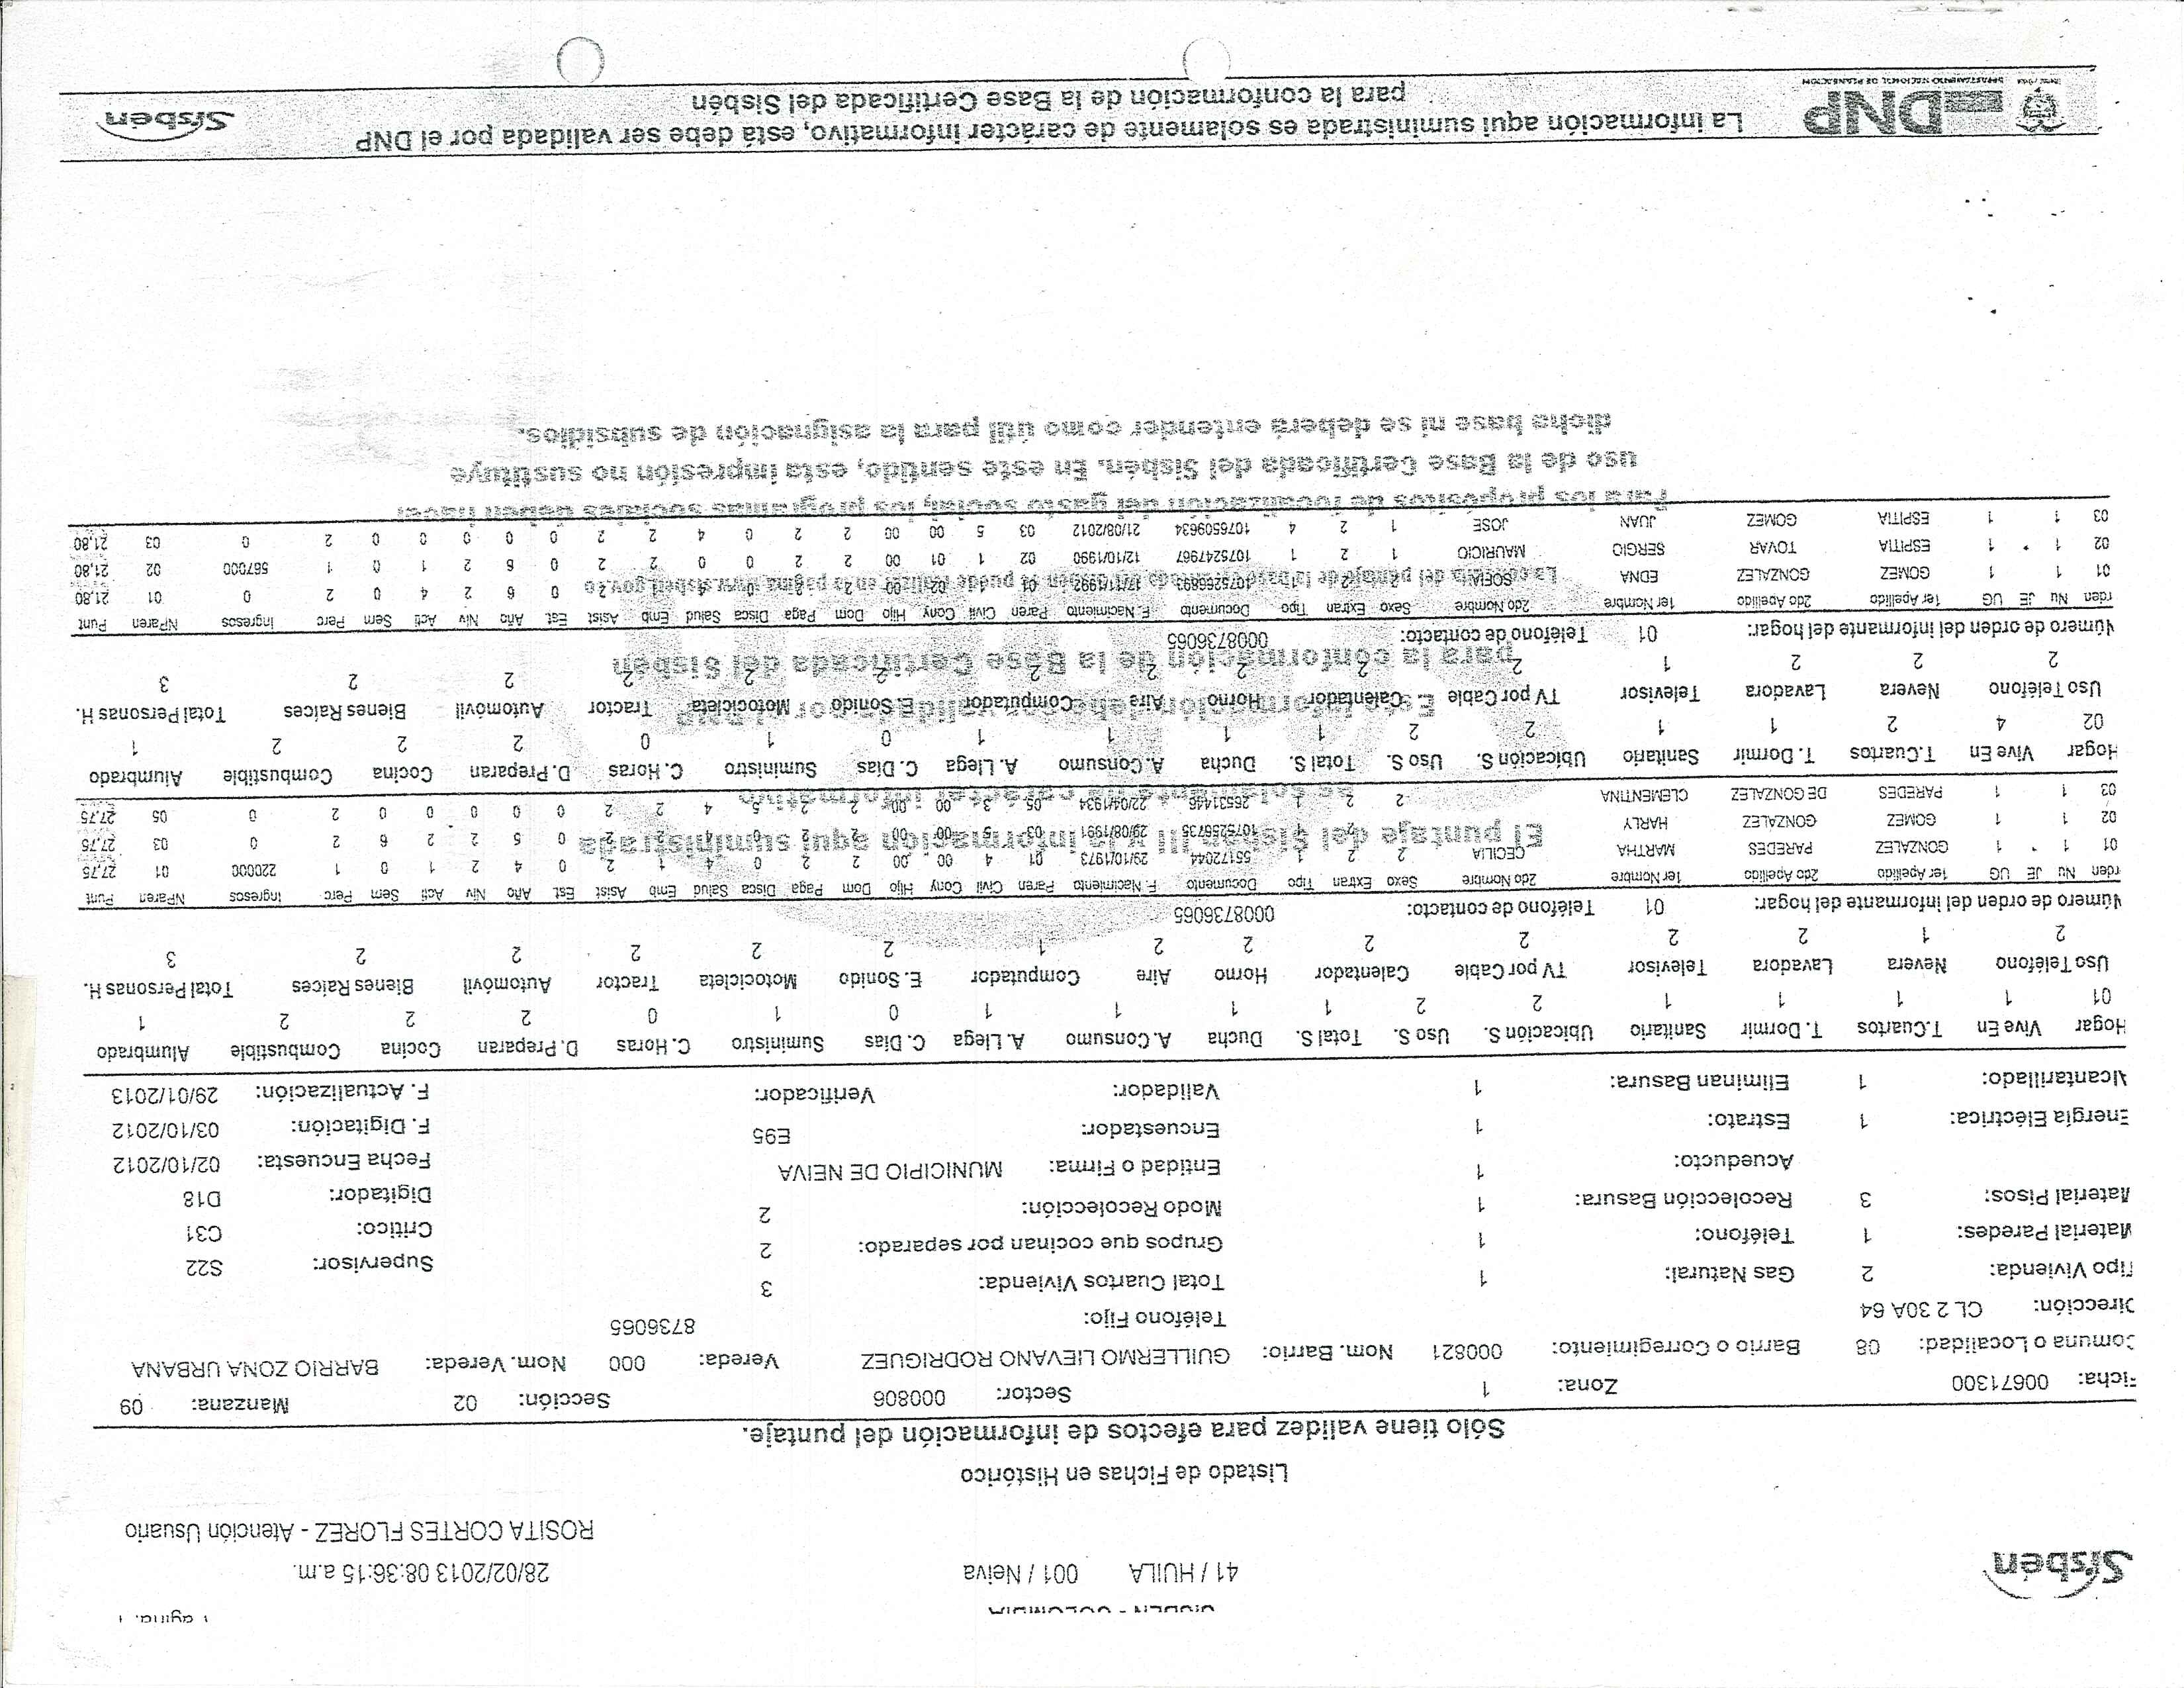 SISBEN - COLOMBIA
Página: 1
Sisbén
41 / HUILA 001 / Neiva
28/02/2013 08:36:15 a.m.
ROSITA CORTES FLOREZ - Atención Usuario
Listado de Fichas en Histórico
Sólo tiene validez para efectos de información del puntaje.
Ficha: 00671300 Zona: 1 Sector: 000806 Sección: 02 Manzana: 09
Comuna o Localidad: 08 Barrio o Corregimiento: 000821 Nom. Barrio: GUILLERMO LIEVANO RODRIGUEZ Vereda: 000 Nom. Vereda: BARRIO ZONA URBANA
Dirección: CL 2 30A 64 Teléfono Fijo: 8736065
Tipo Vivienda: 2 Gas Natural: 1 Total Cuartos Vivienda: 3 Supervisor: S22
Material Paredes: 1 Teléfono: 1 Grupos que cocinan por separado: 2 Critico: C31
Material Pisos: 3 Recolección Basura: 1 Modo Recolección: 2 Digitador: D18
Acueducto: 1 Entidad o Firma: MUNICIPIO DE NEIVA Fecha Encuesta: 02/10/2012
Energía Eléctrica: 1 Estrato: 1 Encuestador: E95 F. Digitación: 03/10/2012
Alcantarillado: 1 Eliminan Basura: 1 Validador: Verificador: F. Actualización: 29/01/2013
Hogar Vive En T.Cuartos T. Dormir Sanitario Ubicación S. Uso S. Total S. Ducha A. Consumo A. Llega C. Dias Suministro C. Horas D. Preparan Cocina Combustible Alumbrado
01 1 1 1 1 2 2 1 1 1 1 0 1 0 2 2 2 1
Uso Teléfono Nevera Lavadora Televisor TV por Cable Calentador Horno Aire Computador E. Sonido Motocicleta Tractor Automóvil Bienes Raíces Total Personas H.
2 1 2 2 2 2 2 2 1 2 2 2 2 2 3
Número de orden del informante del hogar: 01 Teléfono de contacto: 0008736065
rden Nu JE UG 1er Apellido 2do Apellido 1er Nombre 2do Nombre Sexo Extran Tipo Documento F. Nacimiento Paren Civil Cony Hijo Dom Paga Disca Salud Emb Asist Est Año Niv Acti Sem Perc Ingresos NParen Punt
01 1 1 GONZALEZ PAREDES MARTHA CECILIA 2 2 1 55172044 29/10/1973 01 4 00 00 2 2 0 4 1 2 0 4 2 1 0 1 220000 01 27,75
02 1 1 GOMEZ GONZALEZ HARLY 2 1 1075256735 29/08/1991 03 5 00 00 2 2 0 4 2 2 0 5 2 2 6 2 0 03 27,75
03 1 1 PAREDES DE GONZALEZ CLEMENTINA 2 2 1 26531446 22/04/1934 05 3 00 00 2 2 5 4 2 2 0 0 0 0 0 2 0 05 27,75
El puntaje del Sisbén III y la información aquí suministrada
es solamente de carácter informativo
Hogar Vive En T.Cuartos T. Dormir Sanitario Ubicación S. Uso S. Total S. Ducha A. Consumo A. Llega C. Dias Suministro C. Horas D. Preparan Cocina Combustible Alumbrado
02 4 2 1 1 2 2 1 1 1 1 0 1 0 2 2 2 1
Uso Teléfono Nevera Lavadora Televisor TV por Cable Calentador Horno Aire Computador E. Sonido Motocicleta Tractor Automóvil Bienes Raíces Total Personas H.
Esta información debe ser validada por el DNP
2 2 2 1 2 2 2 2 2 2 2 2 2 2 3
para la conformación de la Base Certificada del Sisbén
Número de orden del informante del hogar: 01 Teléfono de contacto: 0008736065
rden Nu JE UG 1er Apellido 2do Apellido 1er Nombre 2do Nombre Sexo Extran Tipo Documento F. Nacimiento Paren Civil Cony Hijo Dom Paga Disca Salud Emb Asist Est Año Niv Acti Sem Perc Ingresos NParen Punt
01 1 1 GOMEZ GONZALEZ EDNA SOFIA 2 2 1 1075266693 17/11/1992 01 1 02 00 2 0 6 2 4 0 2 0 01 21,80
La consulta del puntaje de la base certificada del Sisbén III puede realizar en la página www.sisben.gov.co
02 1 1 ESPITIA TOVAR SERGIO MAURICIO 1 2 1 1075247967 12/10/1990 02 1 01 00 2 2 0 0 2 2 0 6 2 1 0 1 567000 02 21,80
03 1 1 ESPITIA GOMEZ JUAN JOSE 1 2 4 1076509634 21/08/2012 03 5 00 00 2 2 0 4 2 2 0 0 0 0 0 2 0 03 21,80
Para los propósitos de focalización del gasto social, los programas sociales deben hacer
uso de la Base Certificada del Sisbén. En este sentido, esta impresión no sustituye
dicha base ni se deberá entender como útil para la asignación de subsidios.
DNP
DEPARTAMENTO NACIONAL DE PLANEACION
La información aqui suministrada es solamente de carácter informativo, está debe ser validada por el DNP
para la conformación de la Base Certificada del Sisbén
Sisbén